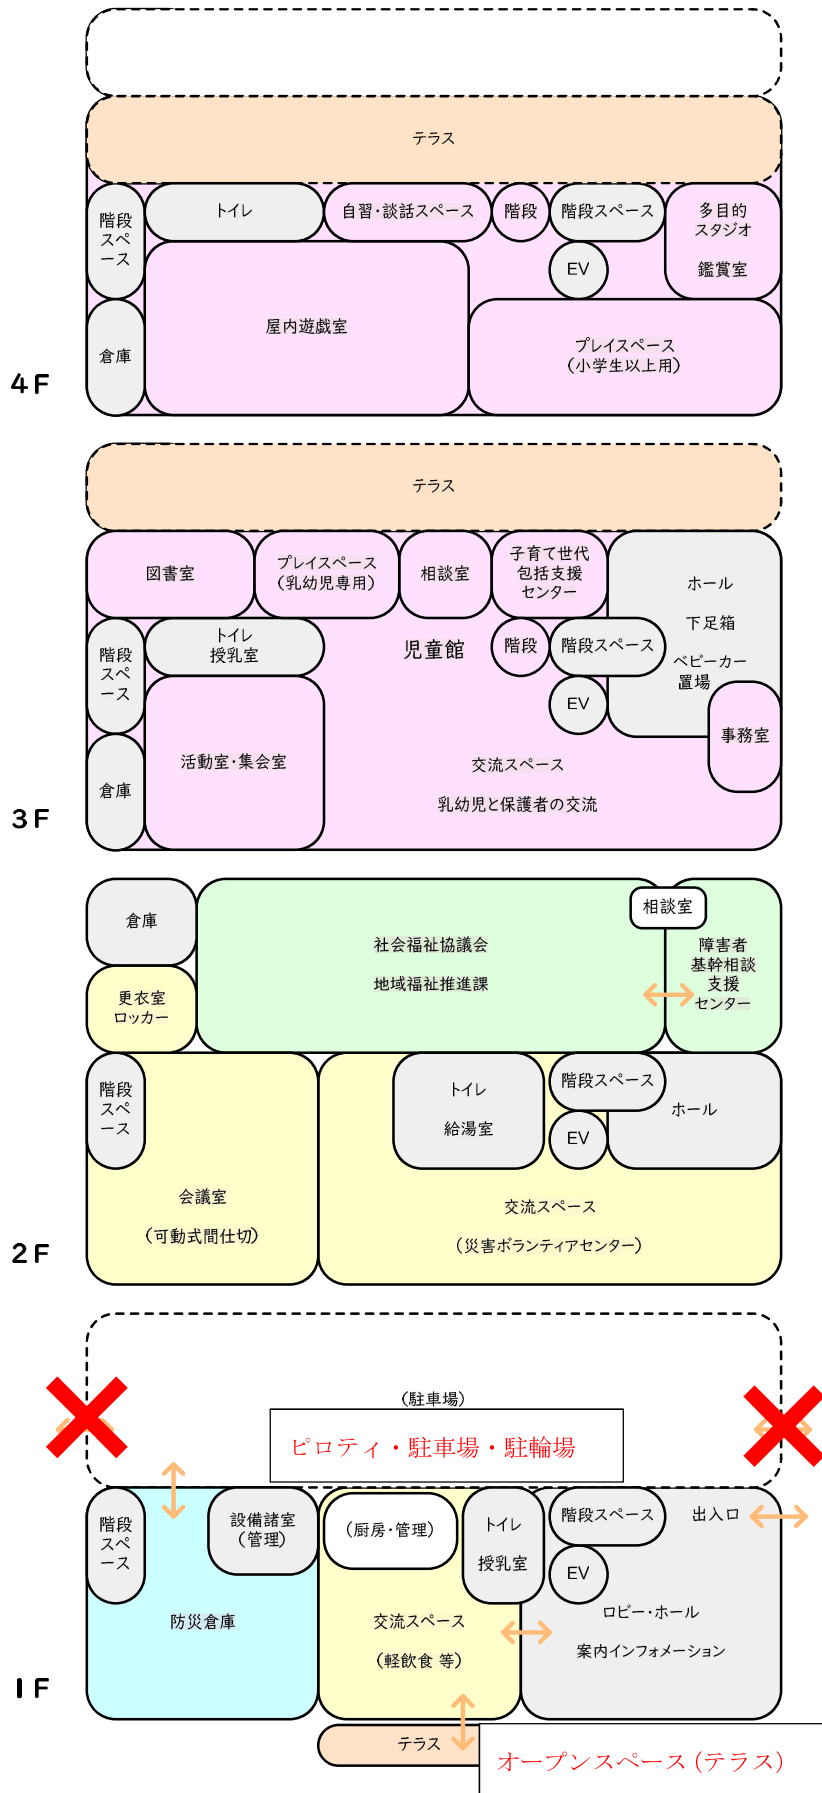 テラス
階段
スペ
ース
トイレ
自習・談話スペース
階段
階段スペース
多目的
スタジオ
鑑賞室
EV
屋内遊戯室
プレイスペース
(小学生以上用)
倉庫
4F
テラス
図書室
プレイスペース
(乳幼児専用)
相談室
子育て世代
包括支援
センター
ホール
下足箱
ベビーカー
置場
階段
スペ
ース
トイレ
授乳室
児童館
階段
階段スペース
EV
事務室
活動室・集会室
交流スペース
乳幼児と保護者の交流
倉庫
3F
倉庫
社会福祉協議会
地域福祉推進課
相談室
障害者
基幹相談
支援
センター
更衣室
ロッカー
階段
スペ
ース
トイレ
給湯室
階段スペース
EV
ホール
会議室
(可動式間仕切)
交流スペース
(災害ボランティアセンター)
2F
(駐車場)
ピロティ・駐車場・駐輪場
階段
スペ
ース
設備諸室
(管理)
(厨房・管理)
トイレ
授乳室
階段スペース
出入口
EV
防災倉庫
交流スペース
(軽飲食 等)
ロビー・ホール
案内インフォメーション
1F
テラス
オープンスペース(テラス)